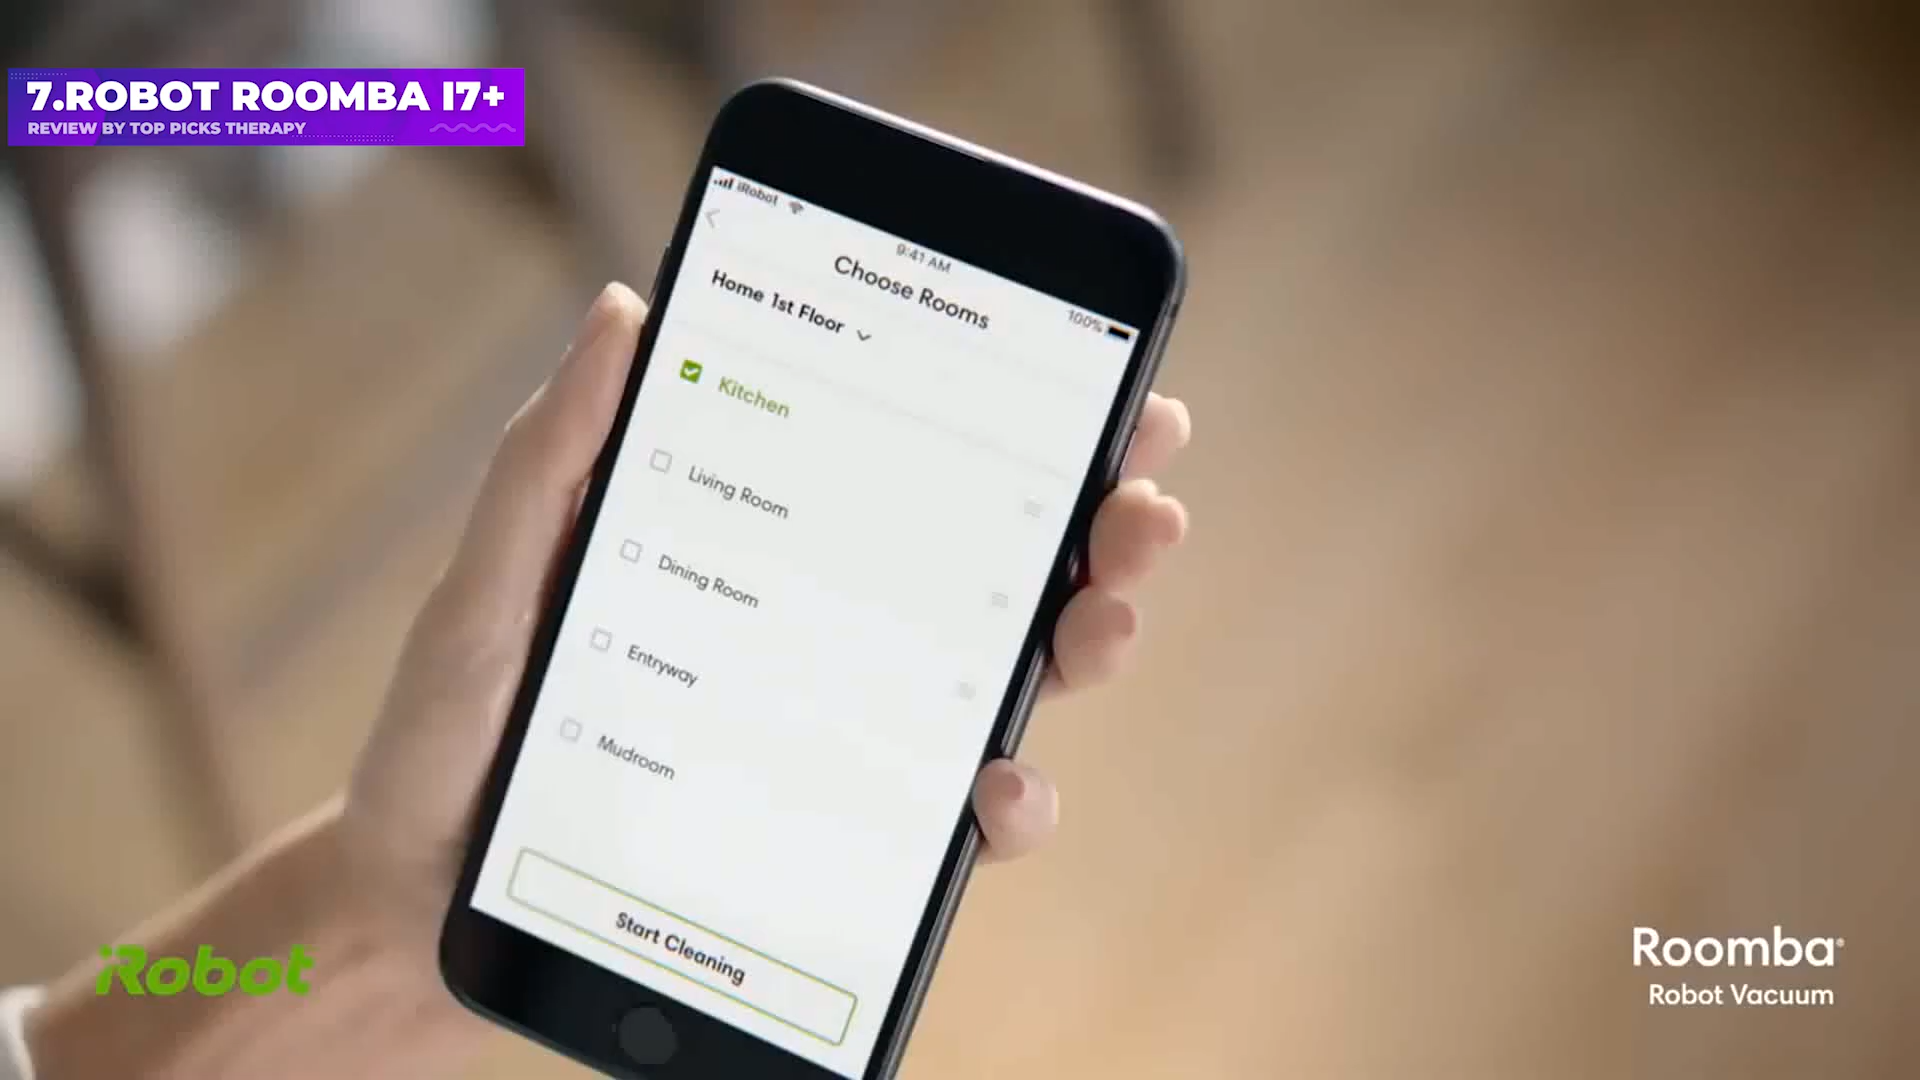 7.ROBOT ROOMBA I7+
REVIEW BY TOP PICKS THERAPY
iRobot
9:41 AM
100%
Choose Rooms
Home 1st Floor
Kitchen
Living Room
Dining Room
Entryway
Mudroom
Start Cleaning
iRobot
Roomba®
Robot Vacuum